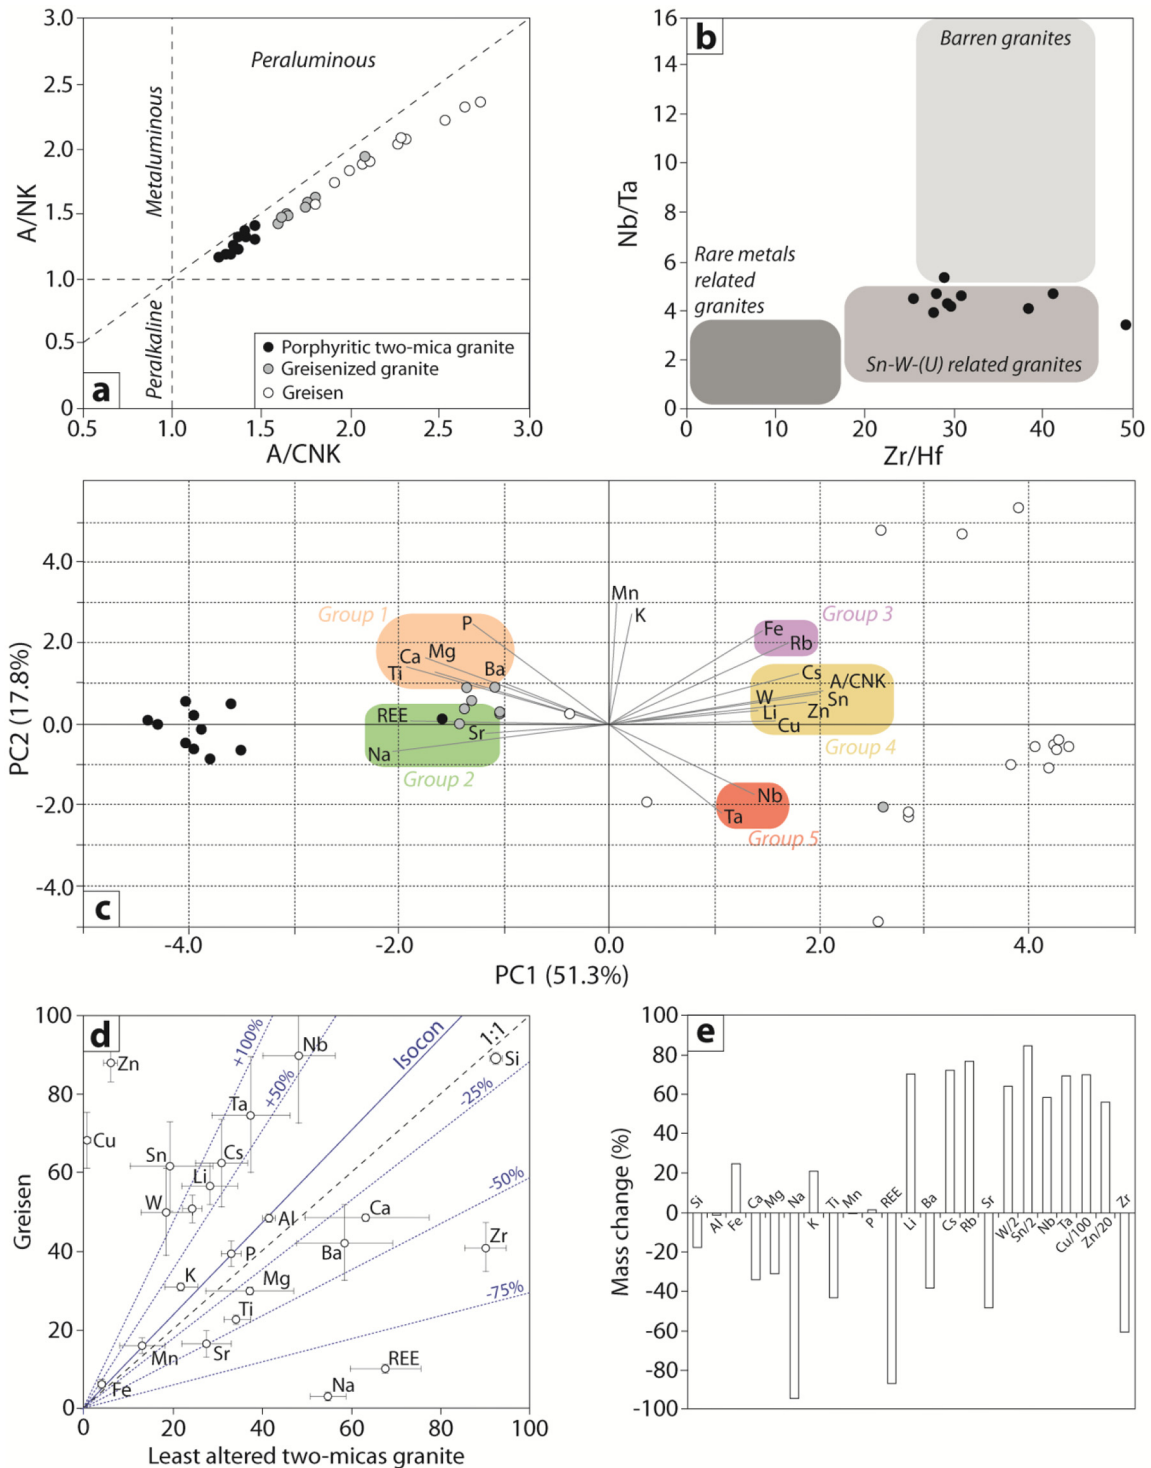 3.0
2.5
2.0
1.5
1.0
0.5
0
A/NK
Metaluminous
Peralkaline
Peraluminous
Porphyritic two-mica granite
Greisenized granite
Greisen
a
0.5 1.0 1.5 2.0 2.5 3.0
A/CNK
b
16
14
12
10
8
6
4
2
0
Nb/Ta
Barren granites
Rare metals
related
granites
Sn-W-(U) related granites
0 10 20 30 40 50
Zr/Hf
4.0
2.0
0.0
-2.0
-4.0
PC2 (17.8%)
Group 1
P
Ca Mg
Ti Ba
REE
Sr
Na
Group 2
Mn
K
Fe
Rb
Group 3
Cs
A/CNK
W Sn
Li Zn
Cu
Group 4
Nb
Ta
Group 5
c
-4.0 -2.0 0.0 2.0 4.0
PC1 (51.3%)
d
100
80
60
40
20
0
Greisen
+100%
+50%
Isocon
1:1
-25%
-50%
-75%
Zn
Nb
Si
Ta
Cu
Sn
Cs
Li
W
Al
Ca
P
Ba
Zr
K
Mg
Ti
Mn
Sr
REE
Fe
Na
0 20 40 60 80 100
Least altered two-micas granite
e
100
80
60
40
20
0
-20
-40
-60
-80
-100
Mass change (%)
Si Al Fe Ca Mg Na K Ti Mn P REE Li Ba Cs Rb Sr W/2 Sn/2 Nb Ta Cu/100 Zn/20 Zr